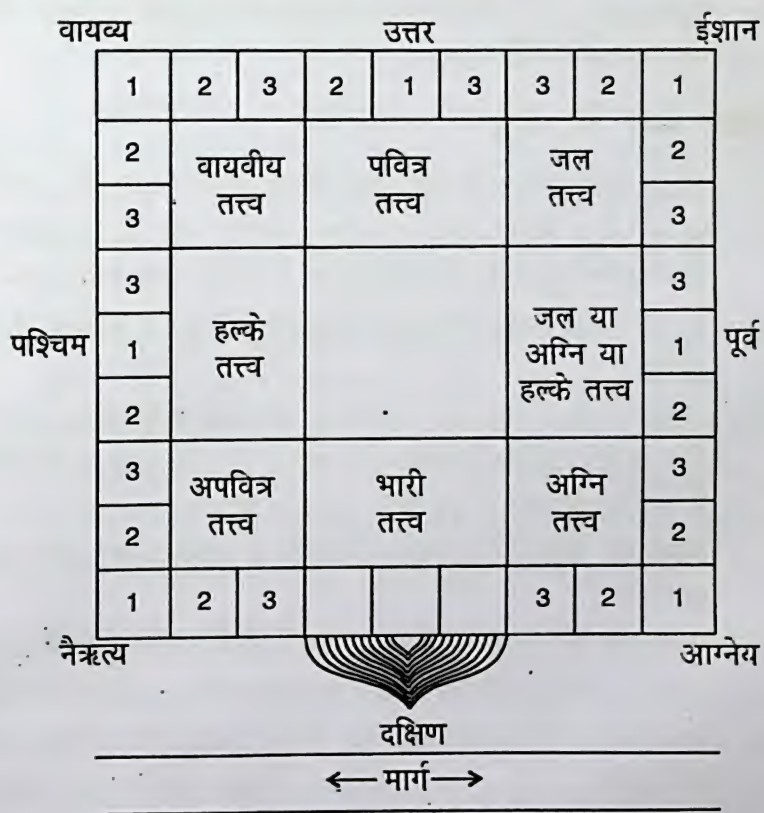 वायव्य उत्तर ईशान
1 2 3 2 1 3 3 2 1
2 वायवीय पवित्र जल 2
तत्त्व तत्त्व तत्त्व
3 3
3 3
हल्के जल या
पश्चिम 1 तत्त्व अग्नि या 1 पूर्व
हल्के तत्त्व
2 2
3 अपवित्र भारी अग्नि 3
तत्त्व तत्त्व तत्त्व
2 2
1 2 3 3 2 1
नैऋत्य आग्नेय
दक्षिण
←मार्ग→